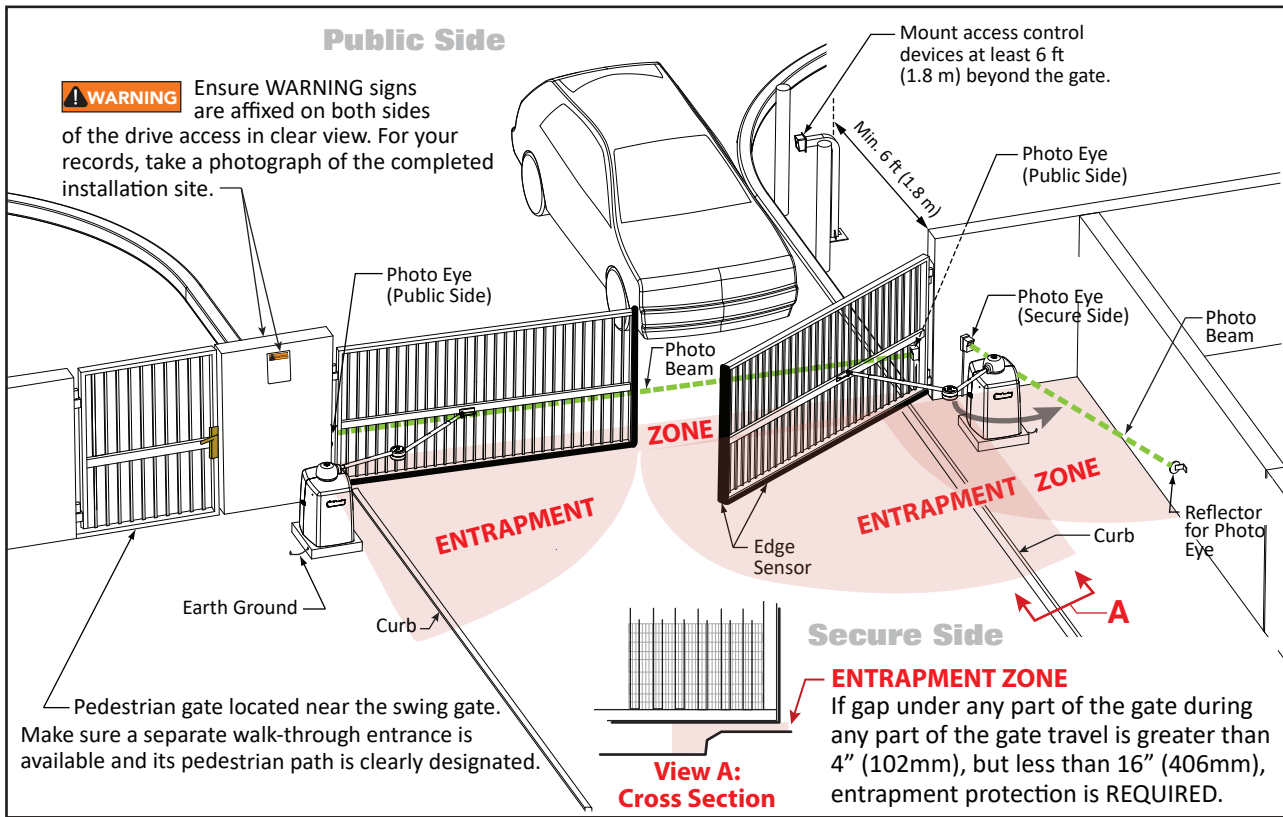 Public Side
WARNING Ensure WARNING signs
are affixed on both sides
of the drive access in clear view. For your
records, take a photograph of the completed
installation site.
Mount access control
devices at least 6 ft
(1.8 m) beyond the gate.
Min. 6 ft (1.8 m)
Photo Eye
(Public Side)
Photo Eye
(Public Side)
Photo Eye
(Secure Side)
Photo
Beam
Photo
Beam
ZONE
ENTRAPMENT
ENTRAPMENT ZONE
Edge
Sensor
Reflector
for Photo
Eye
Curb
Earth Ground
Curb
A
Secure Side
Pedestrian gate located near the swing gate.
Make sure a separate walk-through entrance is
available and its pedestrian path is clearly designated.
View A:
Cross Section
ENTRAPMENT ZONE
If gap under any part of the gate during
any part of the gate travel is greater than
4” (102mm), but less than 16” (406mm),
entrapment protection is REQUIRED.